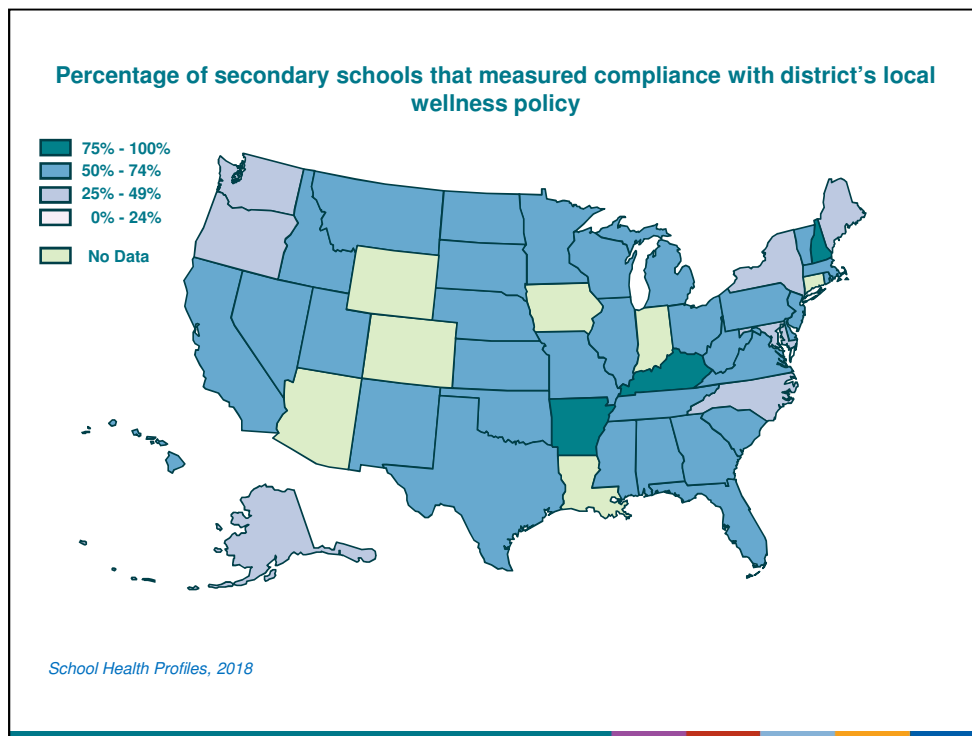 Percentage of secondary schools that measured compliance with district's local
wellness policy
75% - 100%
50% - 74%
25% - 49%
0% - 24%
No Data
School Health Profiles, 2018